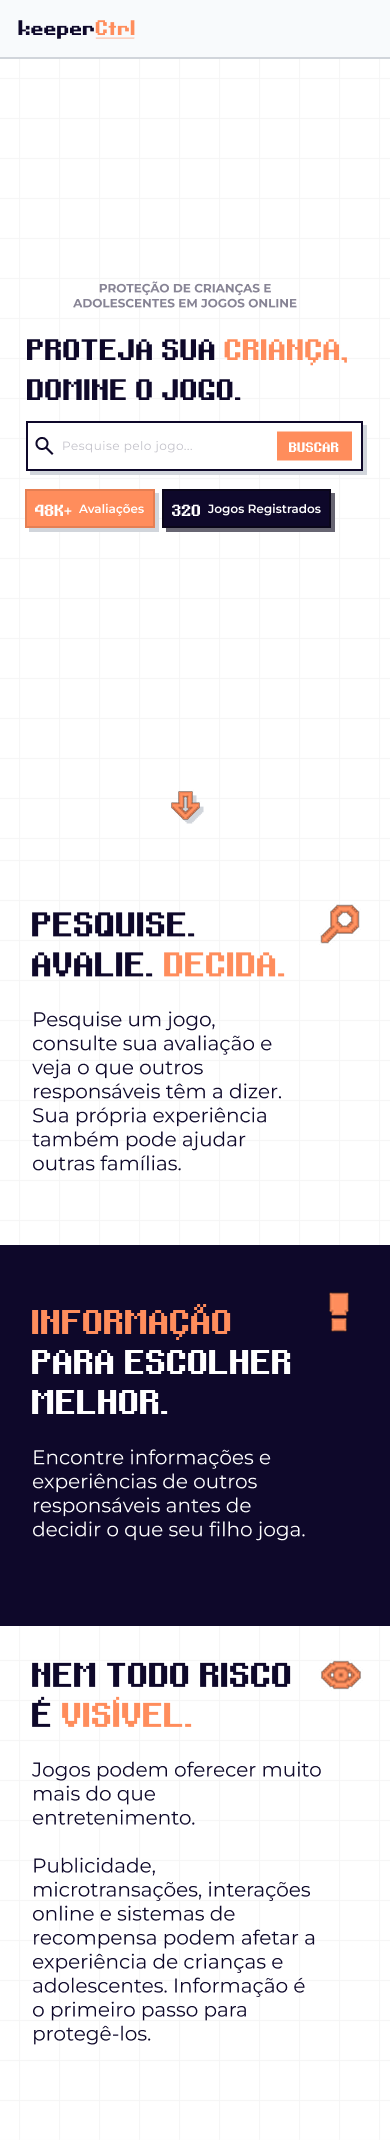 keeperCtrl
PROTEÇÃO DE CRIANÇAS E
ADOLESCENTES EM JOGOS ONLINE
PROTEJA SUA CRIANÇA,
DOMINE O JOGO.
Pesquise pelo jogo... BUSCAR
48K+ Avaliações 320 Jogos Registrados
PESQUISE.
AVALIE. DECIDA.
Pesquise um jogo,
consulte sua avaliação e
veja o que outros
responsáveis têm a dizer.
Sua própria experiência
também pode ajudar
outras famílias.
INFORMAÇÃO
PARA ESCOLHER
MELHOR.
Encontre informações e
experiências de outros
responsáveis antes de
decidir o que seu filho joga.
NEM TODO RISCO
É VISÍVEL.
Jogos podem oferecer muito
mais do que
entretenimento.
Publicidade,
microtransações, interações
online e sistemas de
recompensa podem afetar a
experiência de crianças e
adolescentes. Informação é
o primeiro passo para
protegê-los.